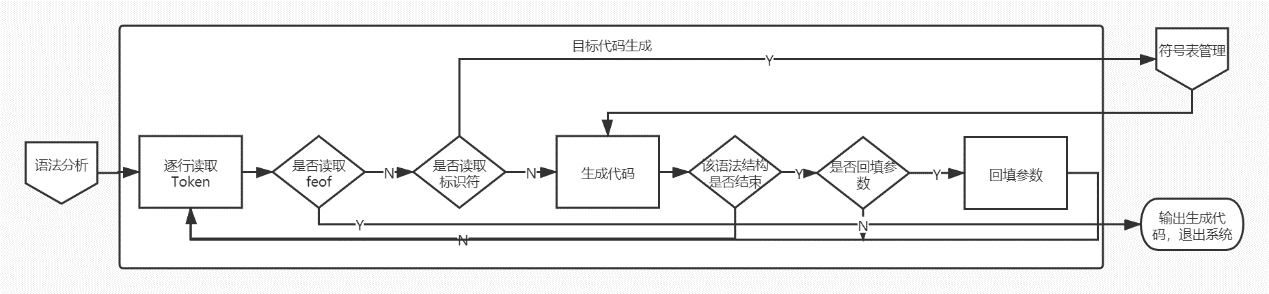 目标代码生成
Y
符号表管理
语法分析
逐行读取
Token
是否读取
feof
N
是否读取
标识符
N
生成代码
该语法结构
是否结束
Y
是否回填参
数
Y
回填参数
Y
N
N
输出生成代
码，退出系统